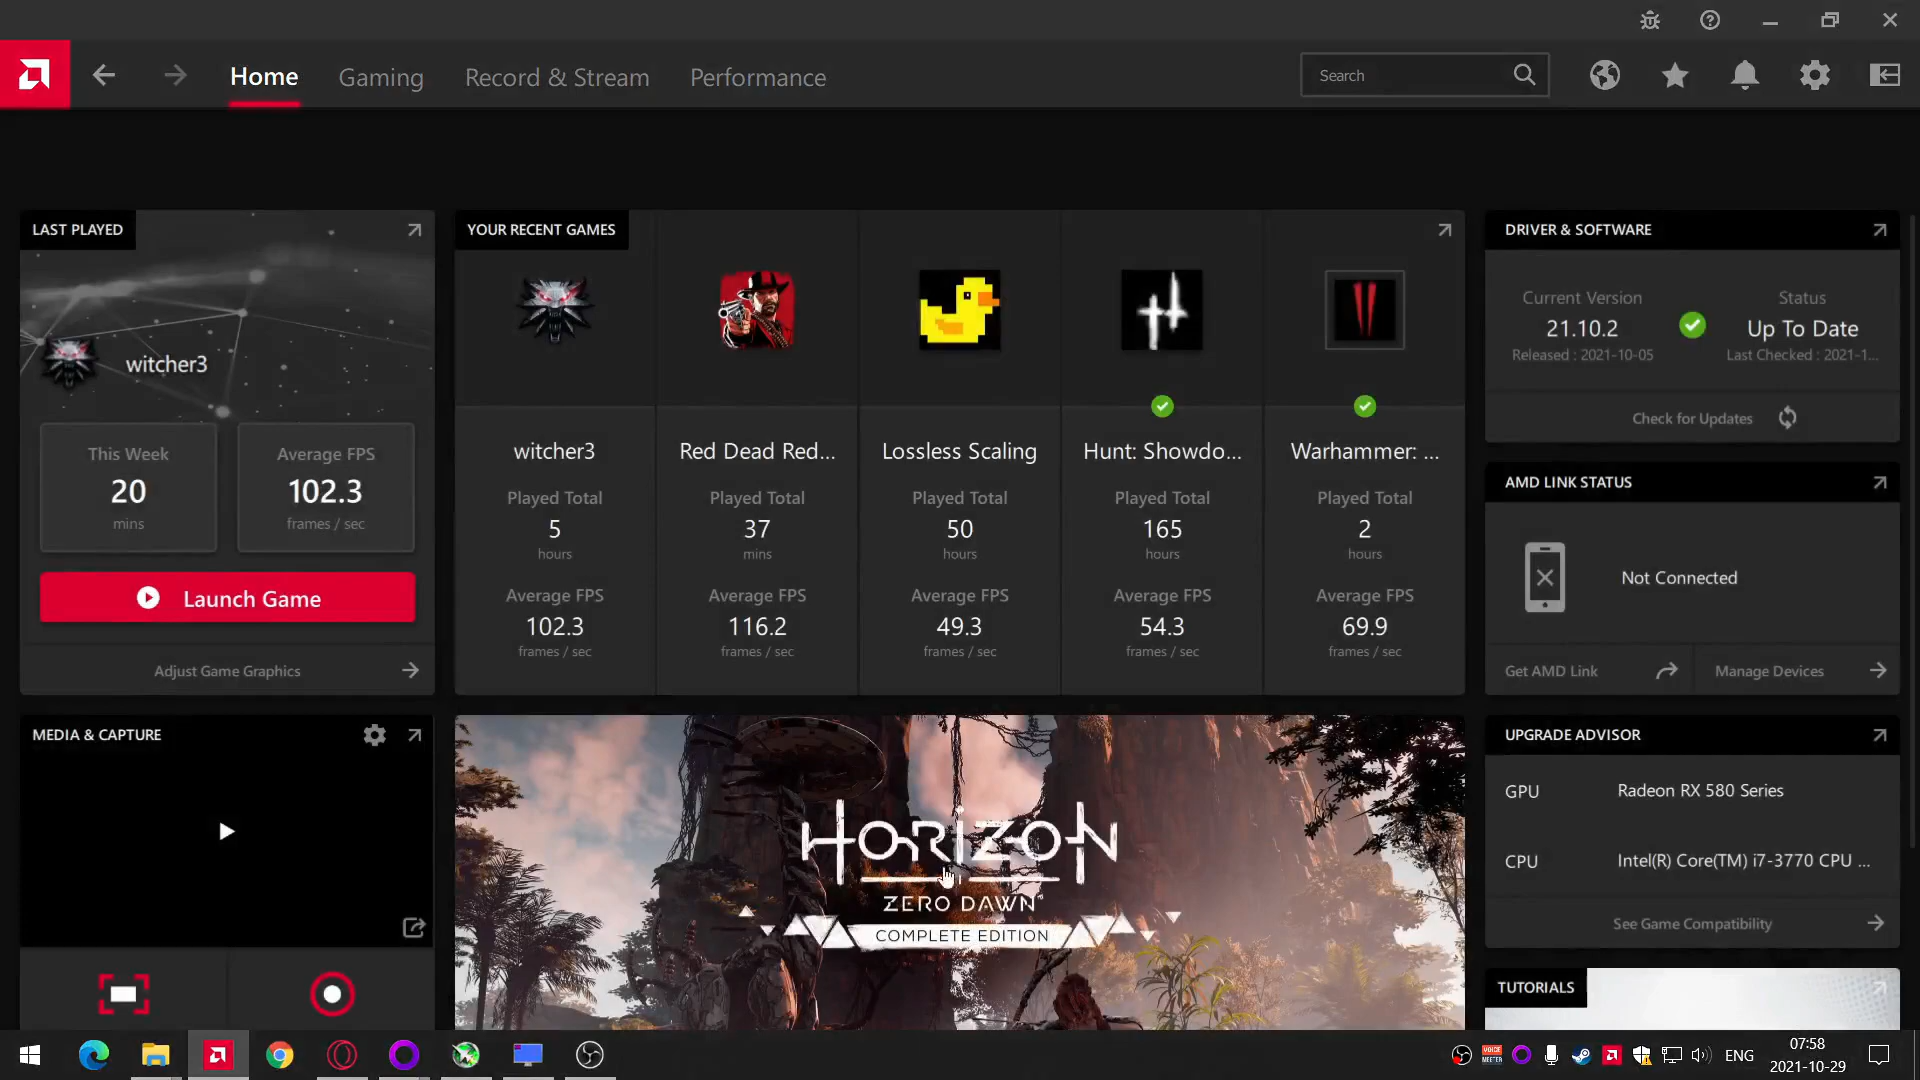 Home
Gaming
Record & Stream
Performance
Search
LAST PLAYED
witcher3
This Week
20
mins
Average FPS
102.3
frames / sec
Launch Game
Adjust Game Graphics
YOUR RECENT GAMES
witcher3
Played Total
5
hours
Average FPS
102.3
frames / sec
Red Dead Red...
Played Total
37
mins
Average FPS
116.2
frames / sec
Lossless Scaling
Played Total
50
hours
Average FPS
49.3
frames / sec
Hunt: Showdo...
Played Total
165
hours
Average FPS
54.3
frames / sec
Warhammer: ...
Played Total
2
hours
Average FPS
69.9
frames / sec
DRIVER & SOFTWARE
Current Version
21.10.2
Released : 2021-10-05
Status
Up To Date
Last Checked : 2021-1...
Check for Updates
AMD LINK STATUS
Not Connected
Get AMD Link
Manage Devices
MEDIA & CAPTURE
HORIZON
ZERO DAWN
COMPLETE EDITION
UPGRADE ADVISOR
GPU
Radeon RX 580 Series
CPU
Intel(R) Core(TM) i7-3770 CPU ...
See Game Compatibility
TUTORIALS
VOICE
MEETER
ENG
07:58
2021-10-29